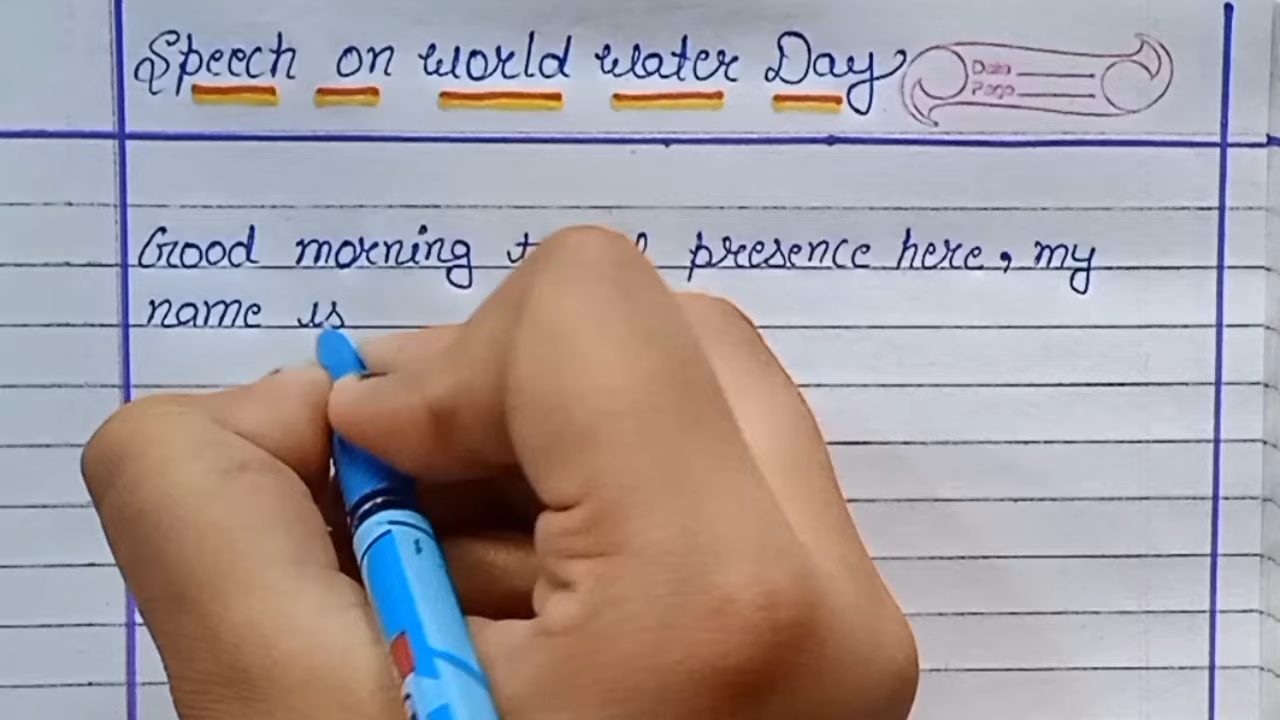 Speech on world water Day
Date
Page
Good morning presence here, my
name is